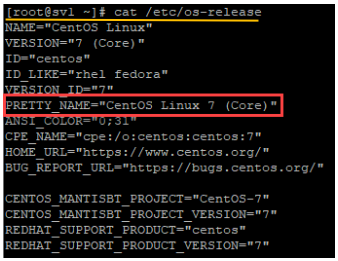 [root@svl ~]# cat /etc/os-release
NAME="CentOS Linux"
VERSION="7 (Core)"
ID="centos"
ID_LIKE="rhel fedora"
VERSION_ID="7"
PRETTY_NAME="CentOS Linux 7 (Core)"
ANSI_COLOR="0;31"
CPE_NAME="cpe:/o:centos:centos:7"
HOME_URL="https://www.centos.org/"
BUG_REPORT_URL="https://bugs.centos.org/"
CENTOS_MANTISBT_PROJECT="CentOS-7"
CENTOS_MANTISBT_PROJECT_VERSION="7"
REDHAT_SUPPORT_PRODUCT="centos"
REDHAT_SUPPORT_PRODUCT_VERSION="7"